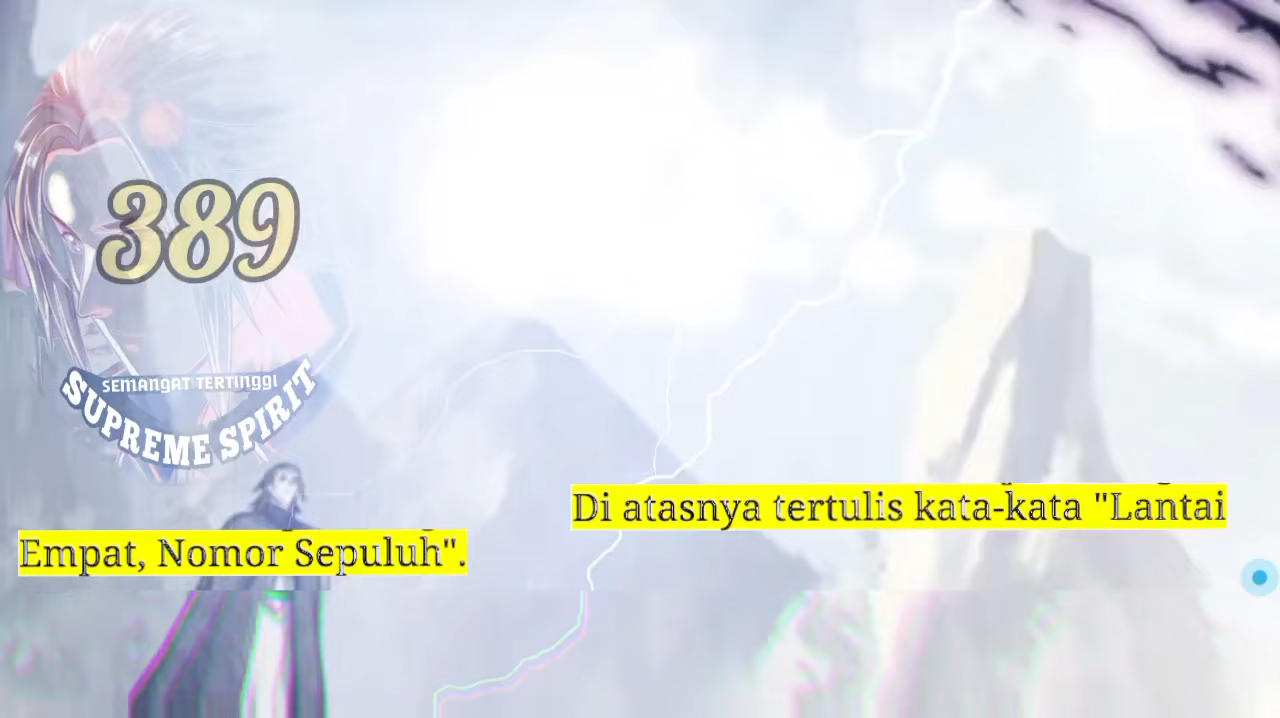 389
SEMANGAT TERTINGGI
SUPREME SPIRIT
Di atasnya tertulis kata-kata "Lantai
Empat, Nomor Sepuluh".